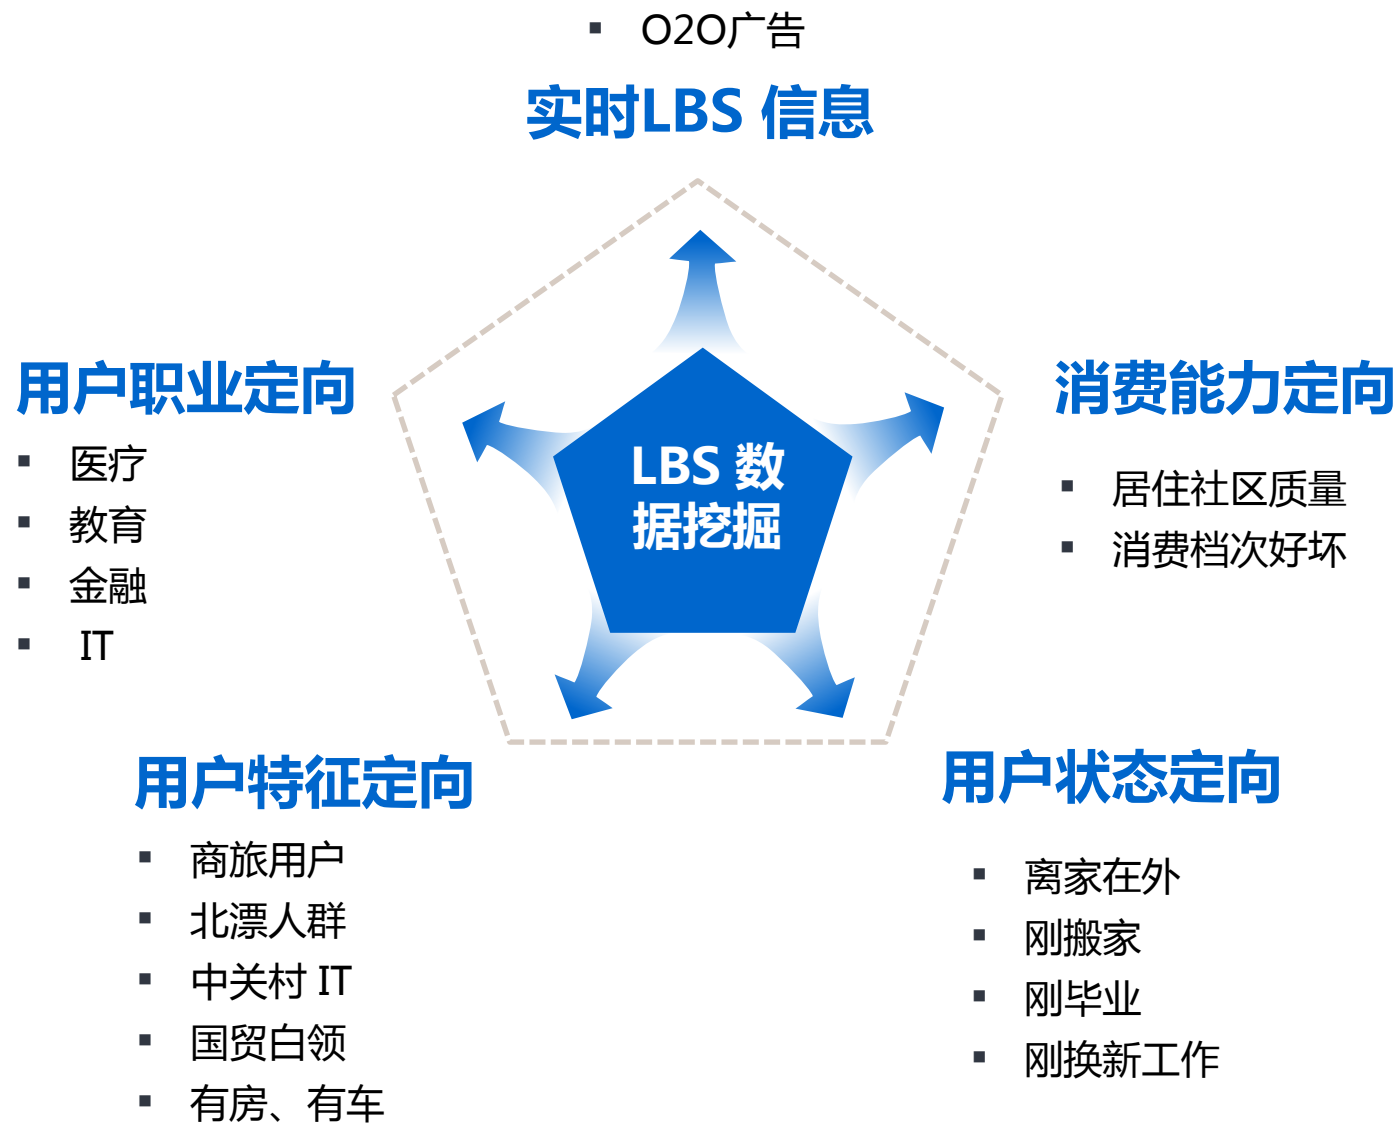 O2O广告
实时LBS 信息
用户职业定向
医疗
教育
金融
IT
LBS 数
据挖掘
消费能力定向
居住社区质量
消费档次好坏
用户特征定向
商旅用户
北漂人群
中关村 IT
国贸白领
有房、有车
用户状态定向
离家在外
刚搬家
刚毕业
刚换新工作